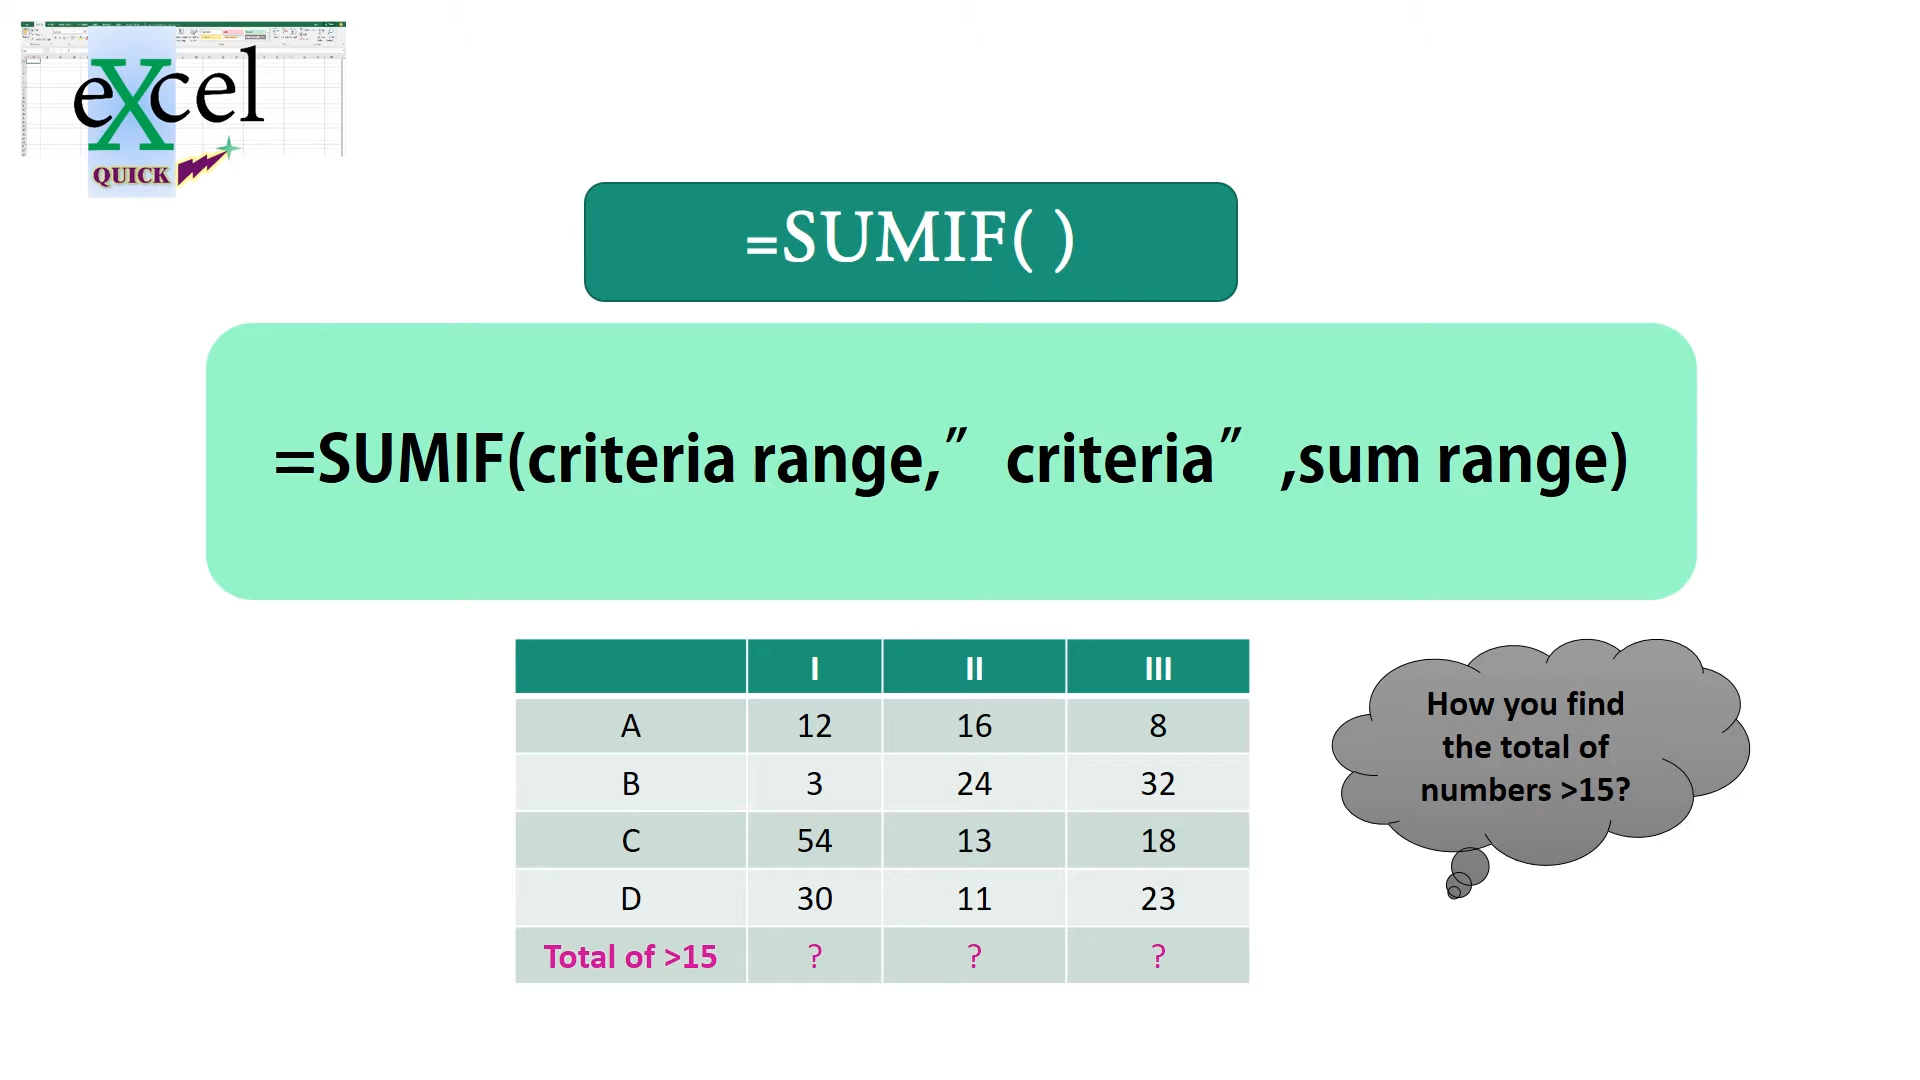 eXcel
QUICK
=SUMIF( )
=SUMIF(criteria range,” criteria” ,sum range)
I II III
A 12 16 8
B 3 24 32
C 54 13 18
D 30 11 23
Total of >15 ? ? ?
How you find
the total of
numbers >15?